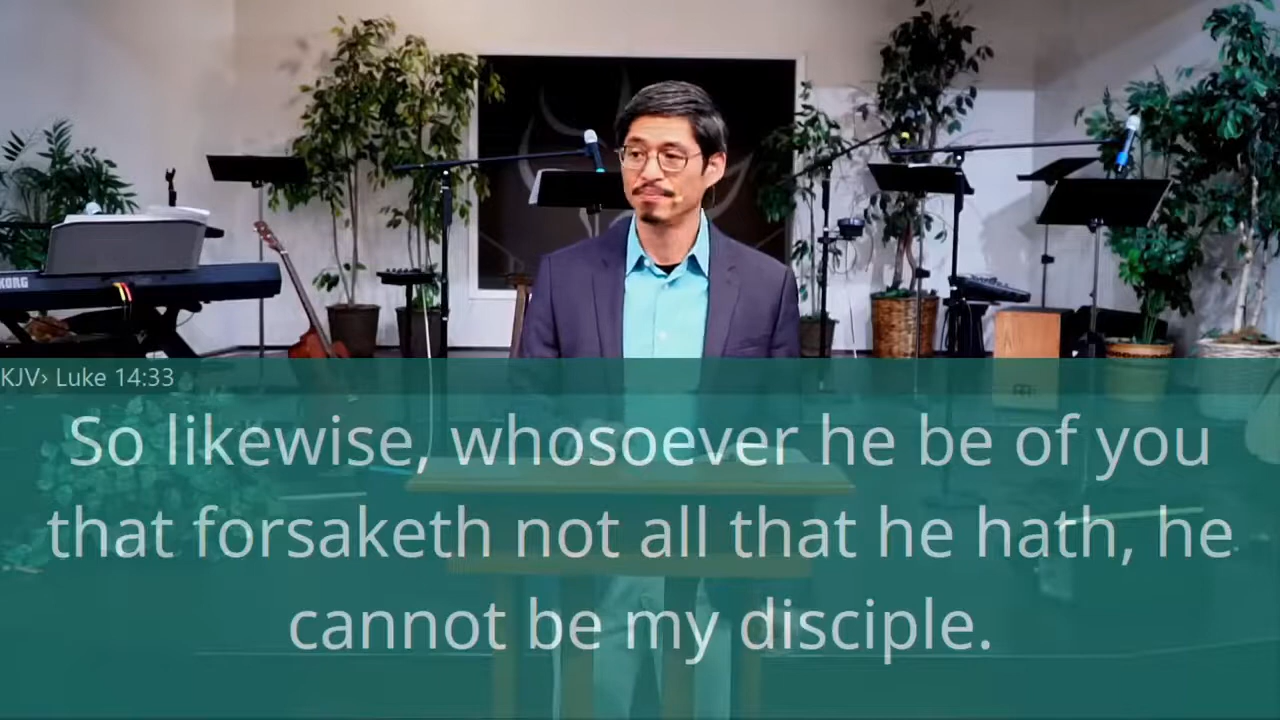 KORG
KJV› Luke 14:33
So likewise, whosoever he be of you
that forsaketh not all that he hath, he
cannot be my disciple.